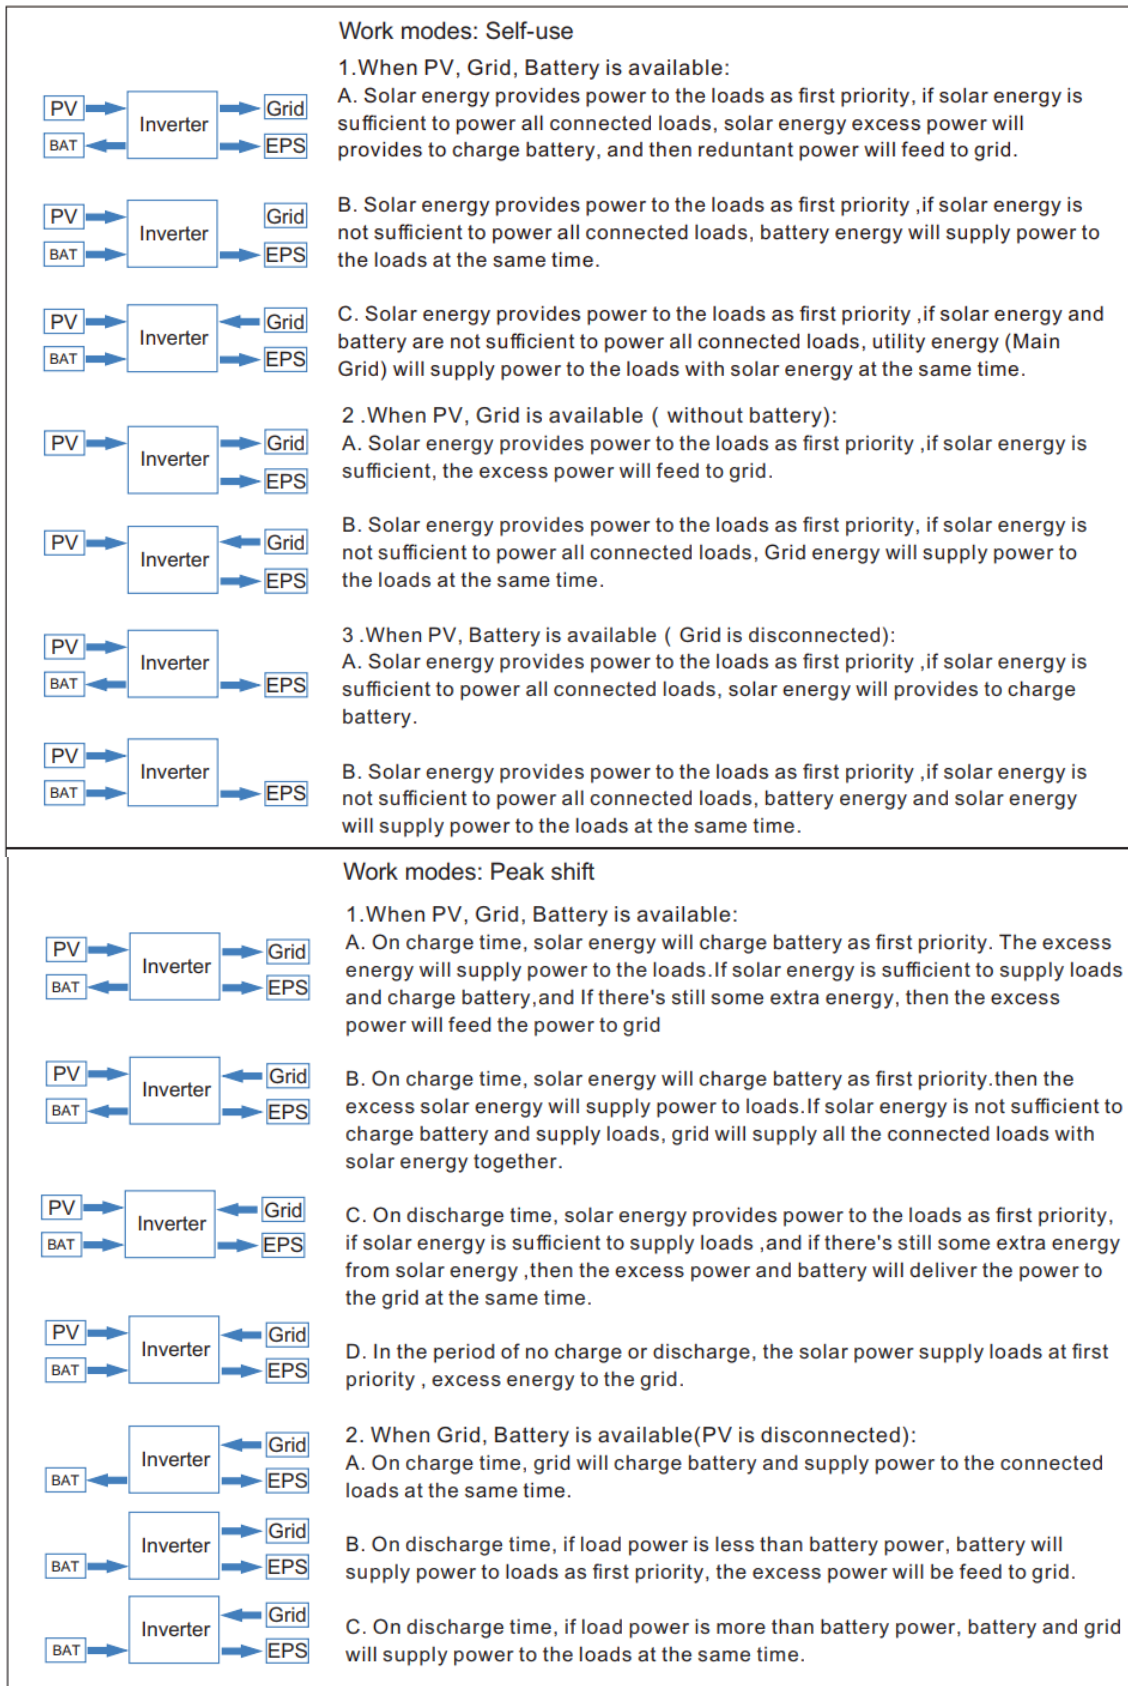 Work modes: Self-use
1.When PV, Grid, Battery is available:
PV Inverter Grid
BAT EPS
A. Solar energy provides power to the loads as first priority, if solar energy is
sufficient to power all connected loads, solar energy excess power will
provides to charge battery, and then reduntant power will feed to grid.
PV Inverter Grid
BAT EPS
B. Solar energy provides power to the loads as first priority ,if solar energy is
not sufficient to power all connected loads, battery energy will supply power to
the loads at the same time.
PV Inverter Grid
BAT EPS
C. Solar energy provides power to the loads as first priority ,if solar energy and
battery are not sufficient to power all connected loads, utility energy (Main
Grid) will supply power to the loads with solar energy at the same time.
2 .When PV, Grid is available ( without battery):
PV Inverter Grid
EPS
A. Solar energy provides power to the loads as first priority ,if solar energy is
sufficient, the excess power will feed to grid.
PV Inverter Grid
EPS
B. Solar energy provides power to the loads as first priority, if solar energy is
not sufficient to power all connected loads, Grid energy will supply power to
the loads at the same time.
3 .When PV, Battery is available ( Grid is disconnected):
PV Inverter
BAT EPS
A. Solar energy provides power to the loads as first priority ,if solar energy is
sufficient to power all connected loads, solar energy will provides to charge
battery.
PV Inverter
BAT EPS
B. Solar energy provides power to the loads as first priority ,if solar energy is
not sufficient to power all connected loads, battery energy and solar energy
will supply power to the loads at the same time.
Work modes: Peak shift
1.When PV, Grid, Battery is available:
PV Inverter Grid
BAT EPS
A. On charge time, solar energy will charge battery as first priority. The excess
energy will supply power to the loads.If solar energy is sufficient to supply loads
and charge battery,and If there's still some extra energy, then the excess
power will feed the power to grid
PV Inverter Grid
BAT EPS
B. On charge time, solar energy will charge battery as first priority.then the
excess solar energy will supply power to loads.If solar energy is not sufficient to
charge battery and supply loads, grid will supply all the connected loads with
solar energy together.
PV Inverter Grid
BAT EPS
C. On discharge time, solar energy provides power to the loads as first priority,
if solar energy is sufficient to supply loads ,and if there's still some extra energy
from solar energy ,then the excess power and battery will deliver the power to
the grid at the same time.
PV Inverter Grid
BAT EPS
D. In the period of no charge or discharge, the solar power supply loads at first
priority , excess energy to the grid.
2. When Grid, Battery is available(PV is disconnected):
Inverter Grid
BAT EPS
A. On charge time, grid will charge battery and supply power to the connected
loads at the same time.
Inverter Grid
BAT EPS
B. On discharge time, if load power is less than battery power, battery will
supply power to loads as first priority, the excess power will be feed to grid.
Inverter Grid
BAT EPS
C. On discharge time, if load power is more than battery power, battery and grid
will supply power to the loads at the same time.